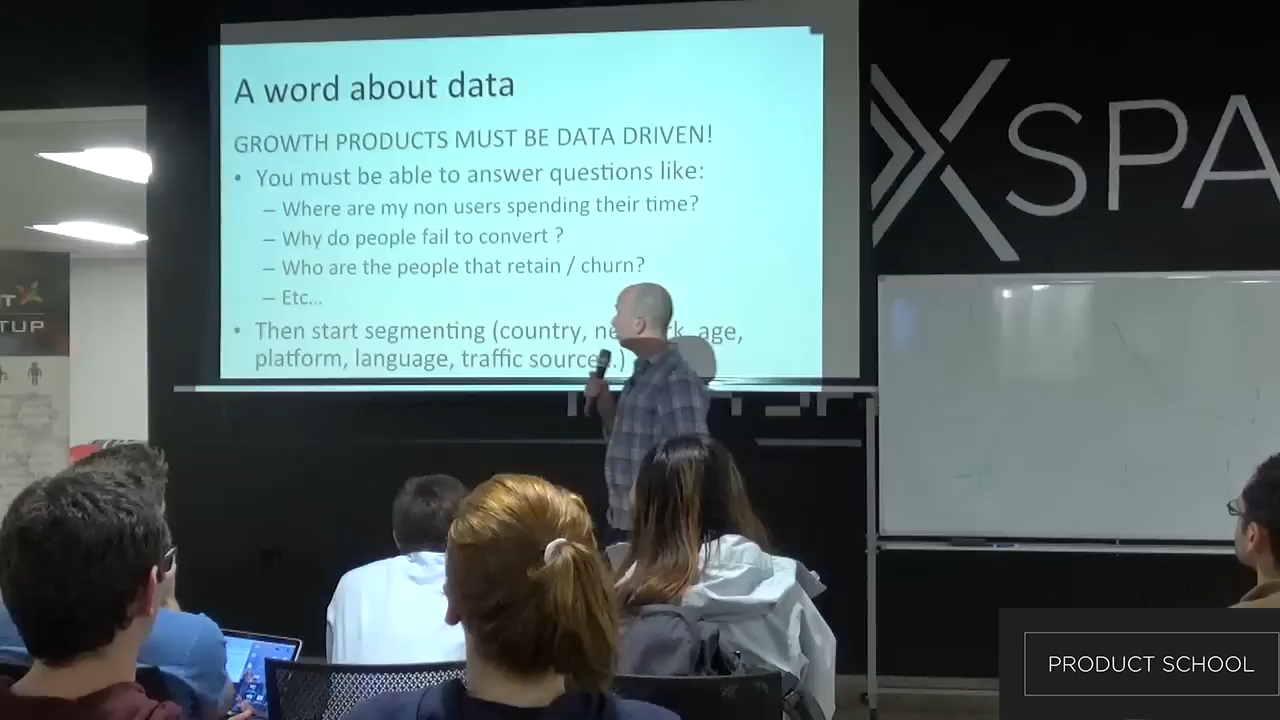 A word about data
GROWTH PRODUCTS MUST BE DATA DRIVEN!
• You must be able to answer questions like:
– Where are my non users spending their time?
– Why do people fail to convert ?
– Who are the people that retain / churn?
– Etc...
• Then start segmenting (country, age,
platform, language, traffic source..)
XSPA
TUP
PRODUCT SCHOOL